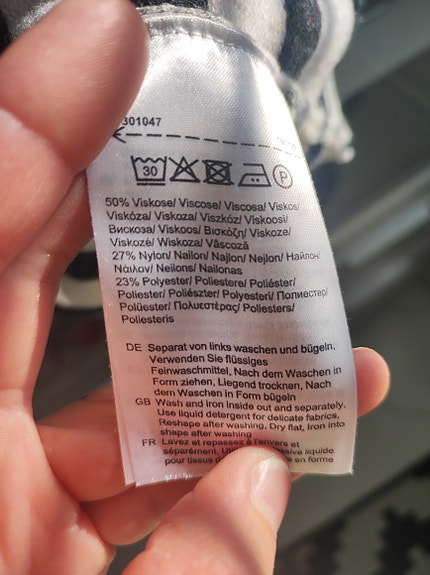 301047
30
P
50% Viskose/ Viscose/ Viscosa/ Viskos/
Viskóza/ Viskoza/ Viszkóz/ Viskoosi/
Вискоза/ Viskoos/ Βισκόζη/ Viskoze/
Viskozė/ Wiskoza/ Vâscoză
27% Nylon/ Nailon/ Najlon/ Nejlon/ Найлон/
Νάιλον/ Neilons/ Nailonas
23% Polyester/ Poliestere/ Poliéster/
Poliester/ Poliészter/ Polyesteri/ Полиестер/
Polüester/ Πολυεστέρας/ Poliesters/
Poliesteris
DE Separat von links waschen und bügeln.
Verwenden Sie flüssiges
Feinwaschmittel, Nach dem Waschen in
Form ziehen, Liegend trocknen, Nach
dem Waschen in Form bügeln
GB Wash and iron inside out and separately.
Use liquid detergent for delicate fabrics,
Reshape after washing, Dry flat, Iron into
shape after washing
FR Lavez et repassez à l'envers et
séparément. liquide
pour tissus en forme